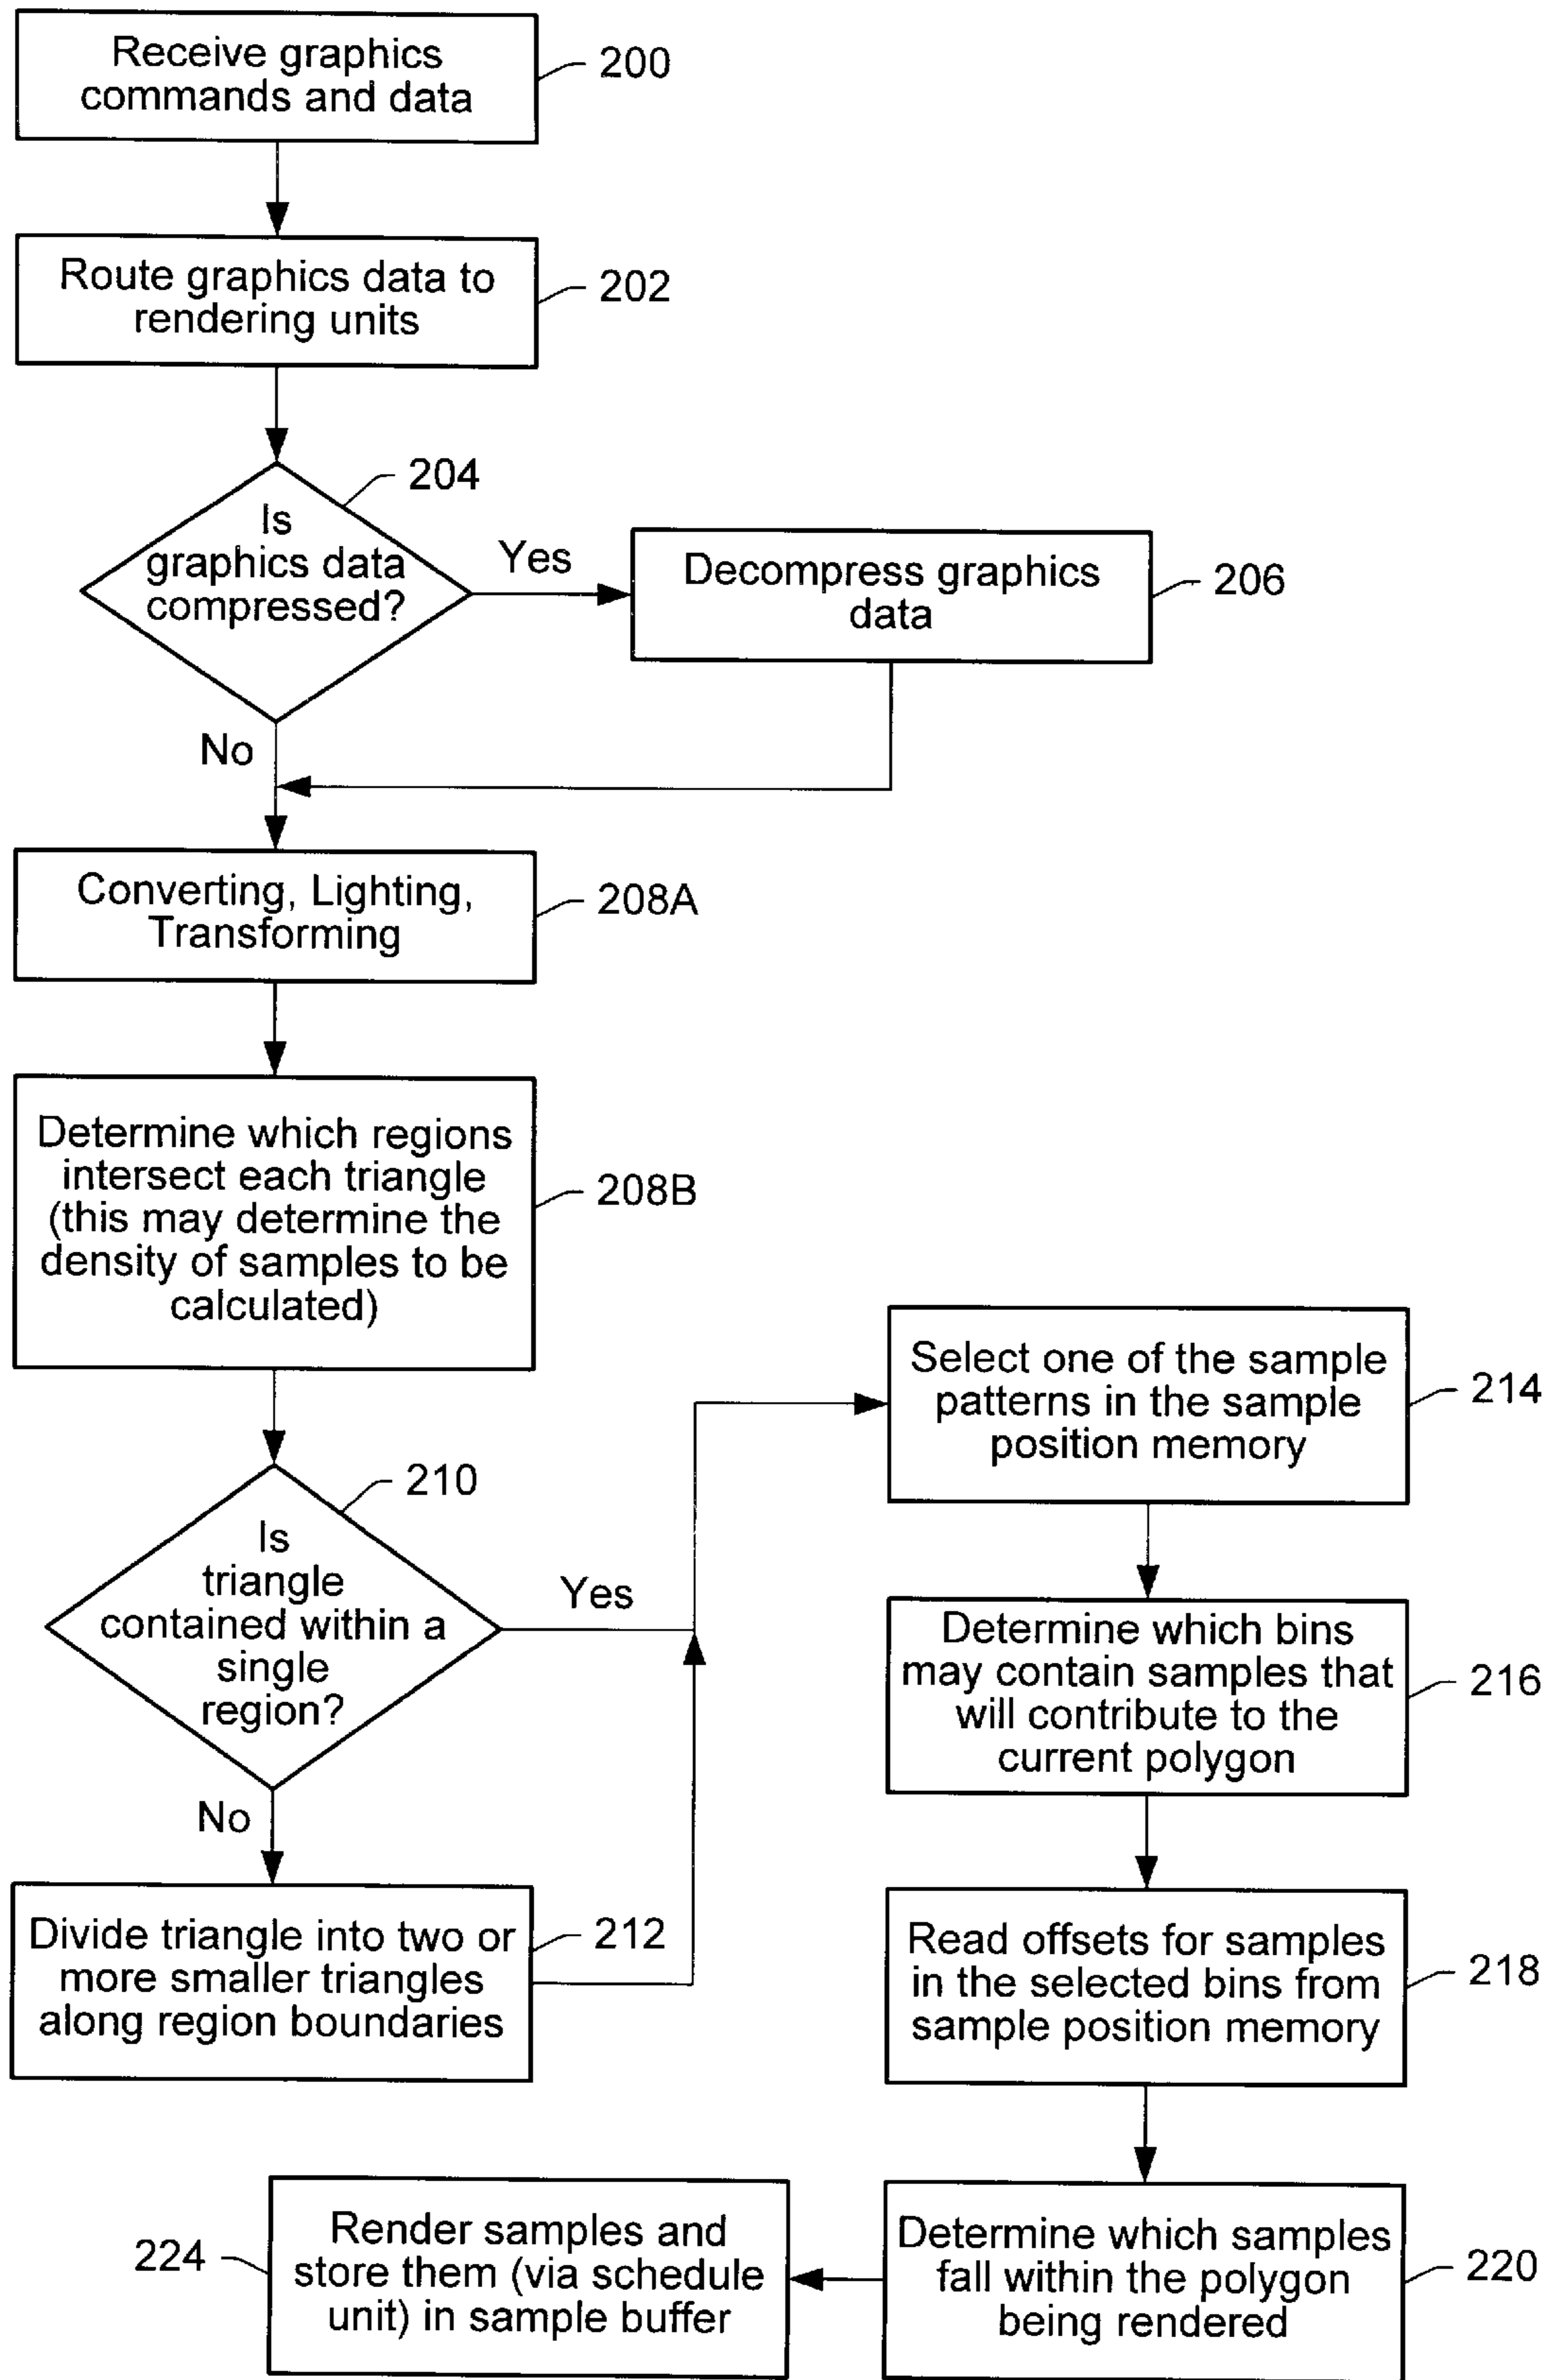 Receive graphics
commands and data
200
Route graphics data to
rendering units
202
204
Is
graphics data
compressed?
Yes
Decompress graphics
data
206
No
Converting, Lighting,
Transforming
208A
Determine which regions
intersect each triangle
(this may determine the
density of samples to be
calculated)
208B
210
Is
triangle
contained within a
single
region?
Yes
No
Divide triangle into two or
more smaller triangles
along region boundaries
212
Select one of the sample
patterns in the sample
position memory
214
Determine which bins
may contain samples that
will contribute to the
current polygon
216
Read offsets for samples
in the selected bins from
sample position memory
218
Determine which samples
fall within the polygon
being rendered
220
Render samples and
store them (via schedule
unit) in sample buffer
224